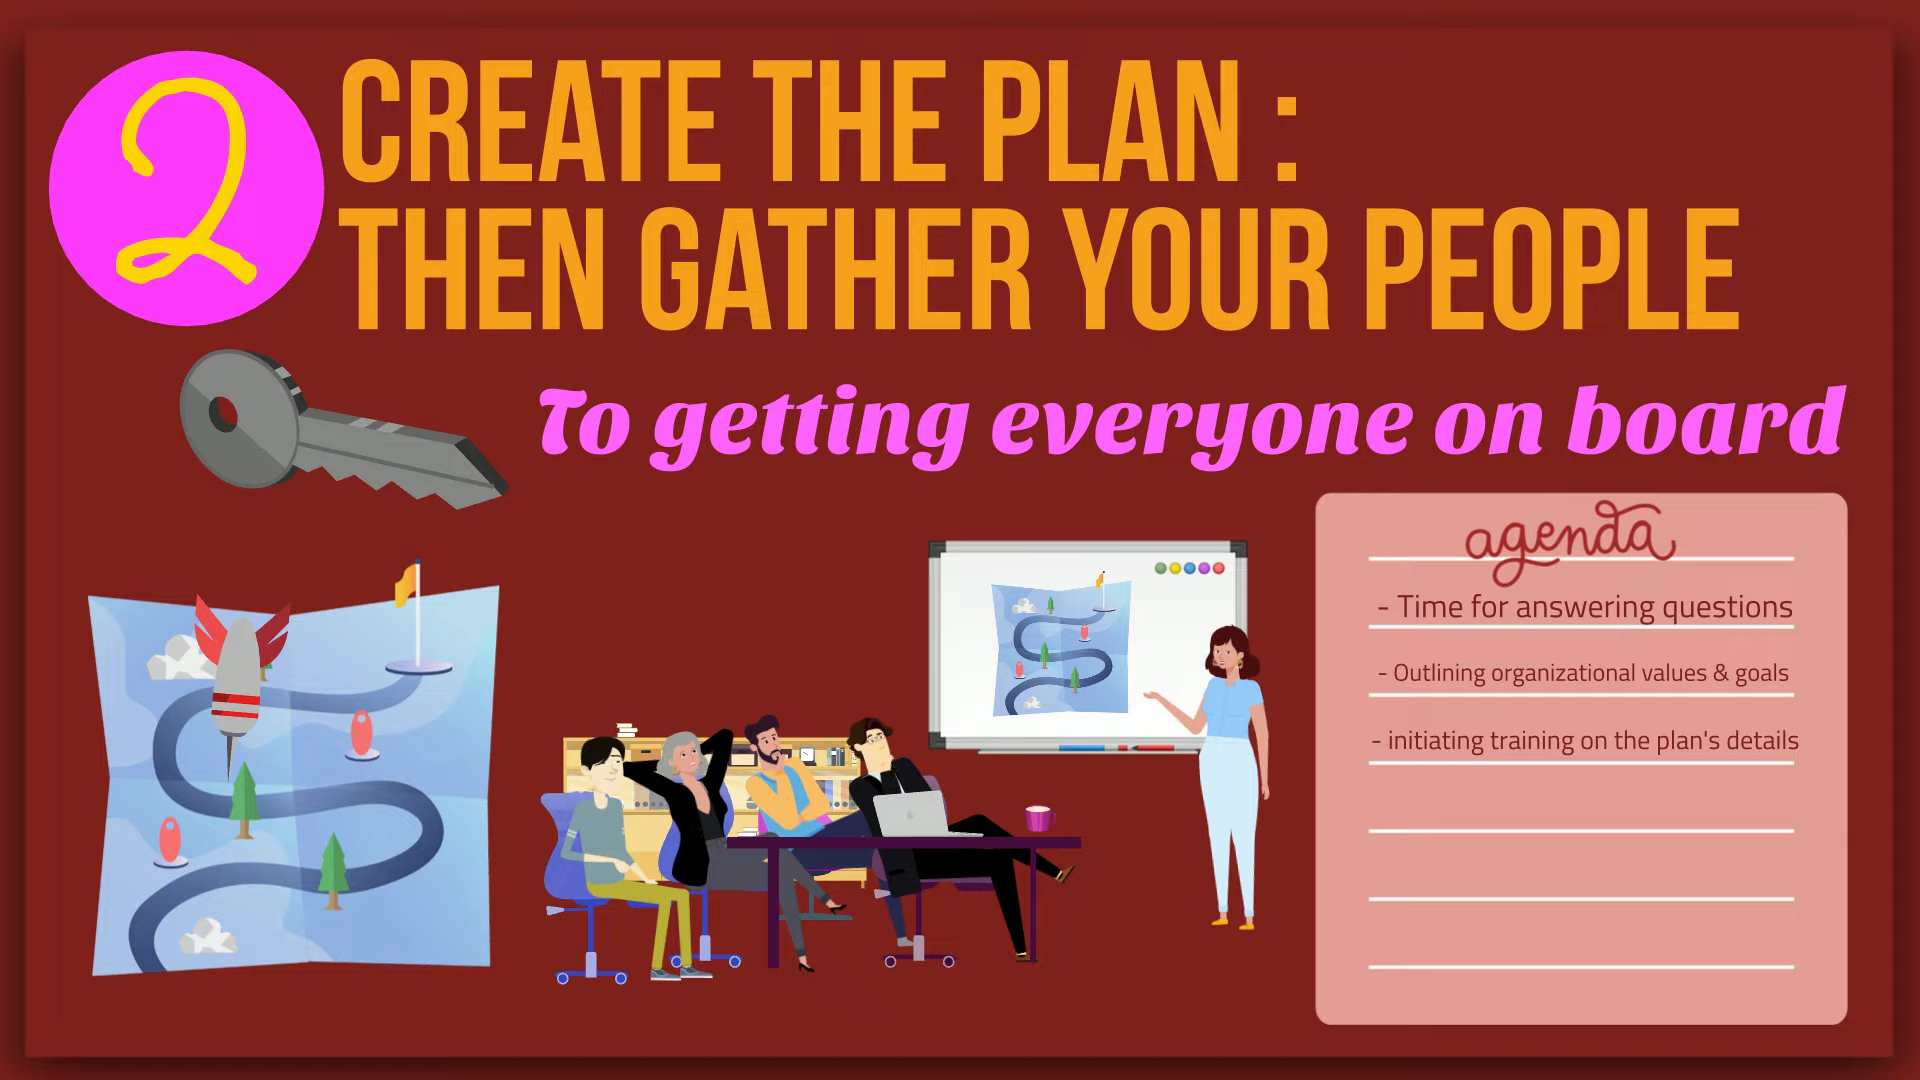 2
CREATE THE PLAN :
THEN GATHER YOUR PEOPLE
To getting everyone on board
agenda
- Time for answering questions
- Outlining organizational values & goals
- initiating training on the plan's details